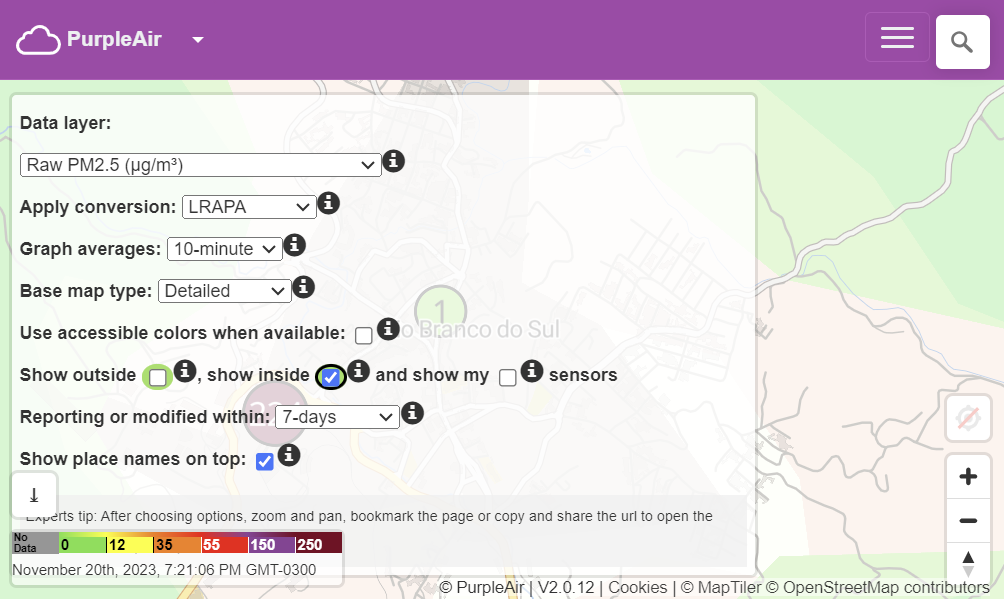 PurpleAir
Data layer:
Raw PM2.5 (µg/m³)
Apply conversion: LRAPA
Graph averages: 10-minute
Base map type: Detailed
1
Use accessible colors when available:
o Branco do Sul
Show outside , show inside and show my sensors
Reporting or modified within: 7-days
Show place names on top:
Experts tip: After choosing options, zoom and pan, bookmark the page or copy and share the url to open the
No Data 0 12 35 55 150 250
November 20th, 2023, 7:21:06 PM GMT-0300
© PurpleAir | V2.0.12 | Cookies | © MapTiler © OpenStreetMap contributors